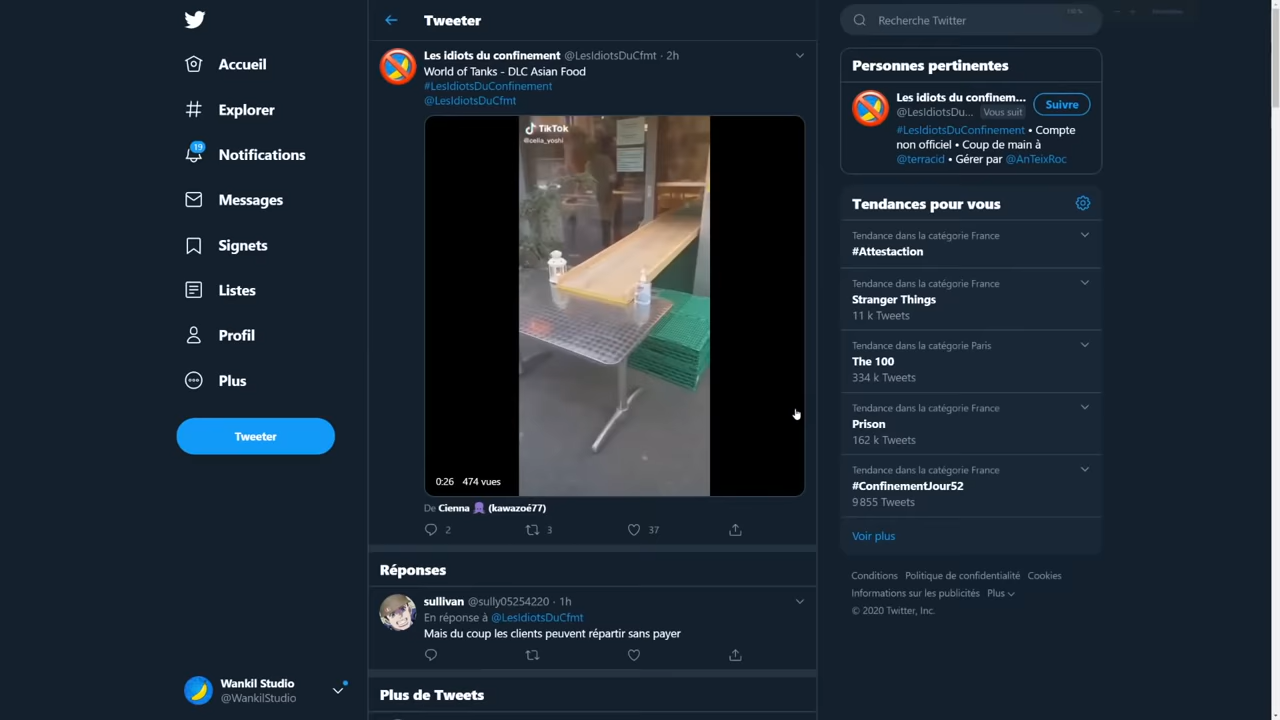 Accueil
Explorer
19
Notifications
Messages
Signets
Listes
Profil
Plus
Tweeter
Wankil Studio
@WankilStudio
Tweeter
Les idiots du confinement @LesIdiotsDuCfmt · 2h
World of Tanks - DLC Asian Food
#LesIdiotsDuConfinement
@LesIdiotsDuCfmt
TikTok
@celia_yoshi
0:26 474 vues
De Cienna (kawazoé77)
2 3 37
Réponses
sullivan @sully05254220 · 1h
En réponse à @LesIdiotsDuCfmt
Mais du coup les clients peuvent répartir sans payer
Plus de Tweets
Recherche Twitter
Personnes pertinentes
Les idiots du confinem...
Suivre
@LesIdiotsDu... Vous suit
#LesIdiotsDuConfinement • Compte
non officiel • Coup de main à
@terracid • Gérer par @AnTeixRoc
Tendances pour vous
Tendance dans la catégorie France
#Attestaction
Tendance dans la catégorie France
Stranger Things
11 k Tweets
Tendance dans la catégorie Paris
The 100
334 k Tweets
Tendance dans la catégorie France
Prison
162 k Tweets
Tendance dans la catégorie France
#ConfinementJour52
9 855 Tweets
Voir plus
Conditions Politique de confidentialité Cookies
Informations sur les publicités Plus
© 2020 Twitter, Inc.